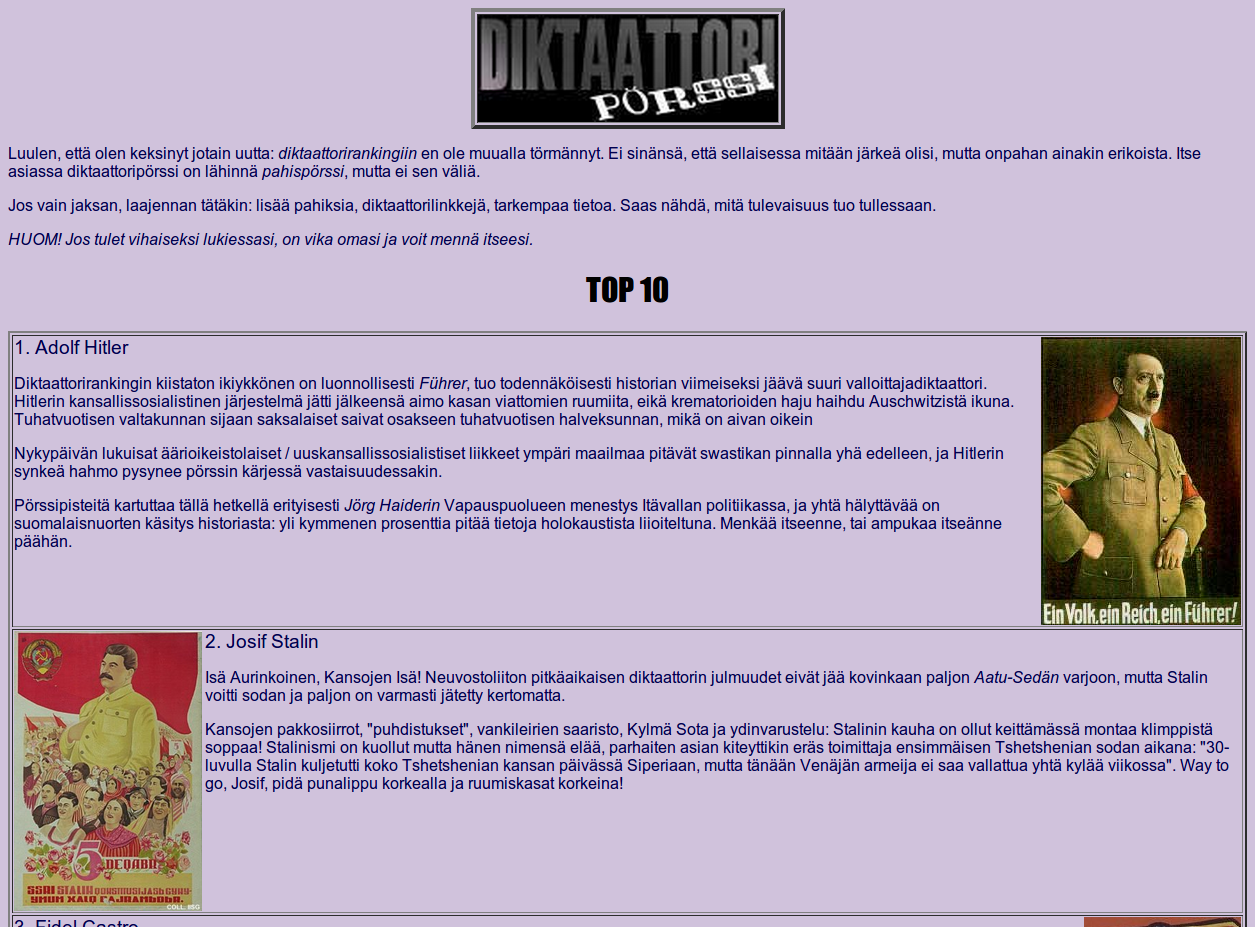 DIKTAATTORI
PÖRSSI
Luulen, että olen keksinyt jotain uutta: diktaattorirankingiin en ole muualla törmännyt. Ei sinänsä, että sellaisessa mitään järkeä olisi, mutta onpahan ainakin erikoista. Itse
asiassa diktaattoripörssi on lähinnä pahispörssi, mutta ei sen väliä.
Jos vain jaksan, laajennan tätäkin: lisää pahiksia, diktaattorilinkkejä, tarkempaa tietoa. Saas nähdä, mitä tulevaisuus tuo tullessaan.
HUOM! Jos tulet vihaiseksi lukiessasi, on vika omasi ja voit mennä itseesi.
TOP 10
1. Adolf Hitler
Diktaattorirankingin kiistaton ikiykkönen on luonnollisesti Führer, tuo todennäköisesti historian viimeiseksi jäävä suuri valloittajadiktaattori.
Hitlerin kansallissosialistinen järjestelmä jätti jälkeensä aimo kasan viattomien ruumiita, eikä krematorioiden haju haihdu Auschwitzistä ikuna.
Tuhatvuotisen valtakunnan sijaan saksalaiset saivat osakseen tuhatvuotisen halveksunnan, mikä on aivan oikein
Nykypäivän lukuisat äärioikeistolaiset / uuskansallissosialistiset liikkeet ympäri maailmaa pitävät swastikan pinnalla yhä edelleen, ja Hitlerin
synkeä hahmo pysynee pörssin kärjessä vastaisuudessakin.
Pörssipisteitä kartuttaa tällä hetkellä erityisesti Jörg Haiderin Vapauspuolueen menestys Itävallan politiikassa, ja yhtä hälyttävää on
suomalaisnuorten käsitys historiasta: yli kymmenen prosenttia pitää tietoja holokaustista liioiteltuna. Menkää itseenne, tai ampukaa itseänne
päähän.
Ein Volk, ein Reich, ein Führer!
2. Josif Stalin
Isä Aurinkoinen, Kansojen Isä! Neuvostoliiton pitkäaikaisen diktaattorin julmuudet eivät jää kovinkaan paljon Aatu-Sedän varjoon, mutta Stalin
voitti sodan ja paljon on varmasti jätetty kertomatta.
Kansojen pakkosiirrot, "puhdistukset", vankileirien saaristo, Kylmä Sota ja ydinvarustelu: Stalinin kauha on ollut keittämässä montaa klimppistä
soppaa! Stalinismi on kuollut mutta hänen nimensä elää, parhaiten asian kiteyttikin eräs toimittaja ensimmäisen Tshetshenian sodan aikana: "30-
luvulla Stalin kuljetutti koko Tshetshenian kansan päivässä Siperiaan, mutta tänään Venäjän armeija ei saa vallattua yhtä kylää viikossa". Way to
go, Josif, pidä punalippu korkealla ja ruumiskasat korkeina!
5 DEQABR
COLL. IISG
3. Fidel Castro